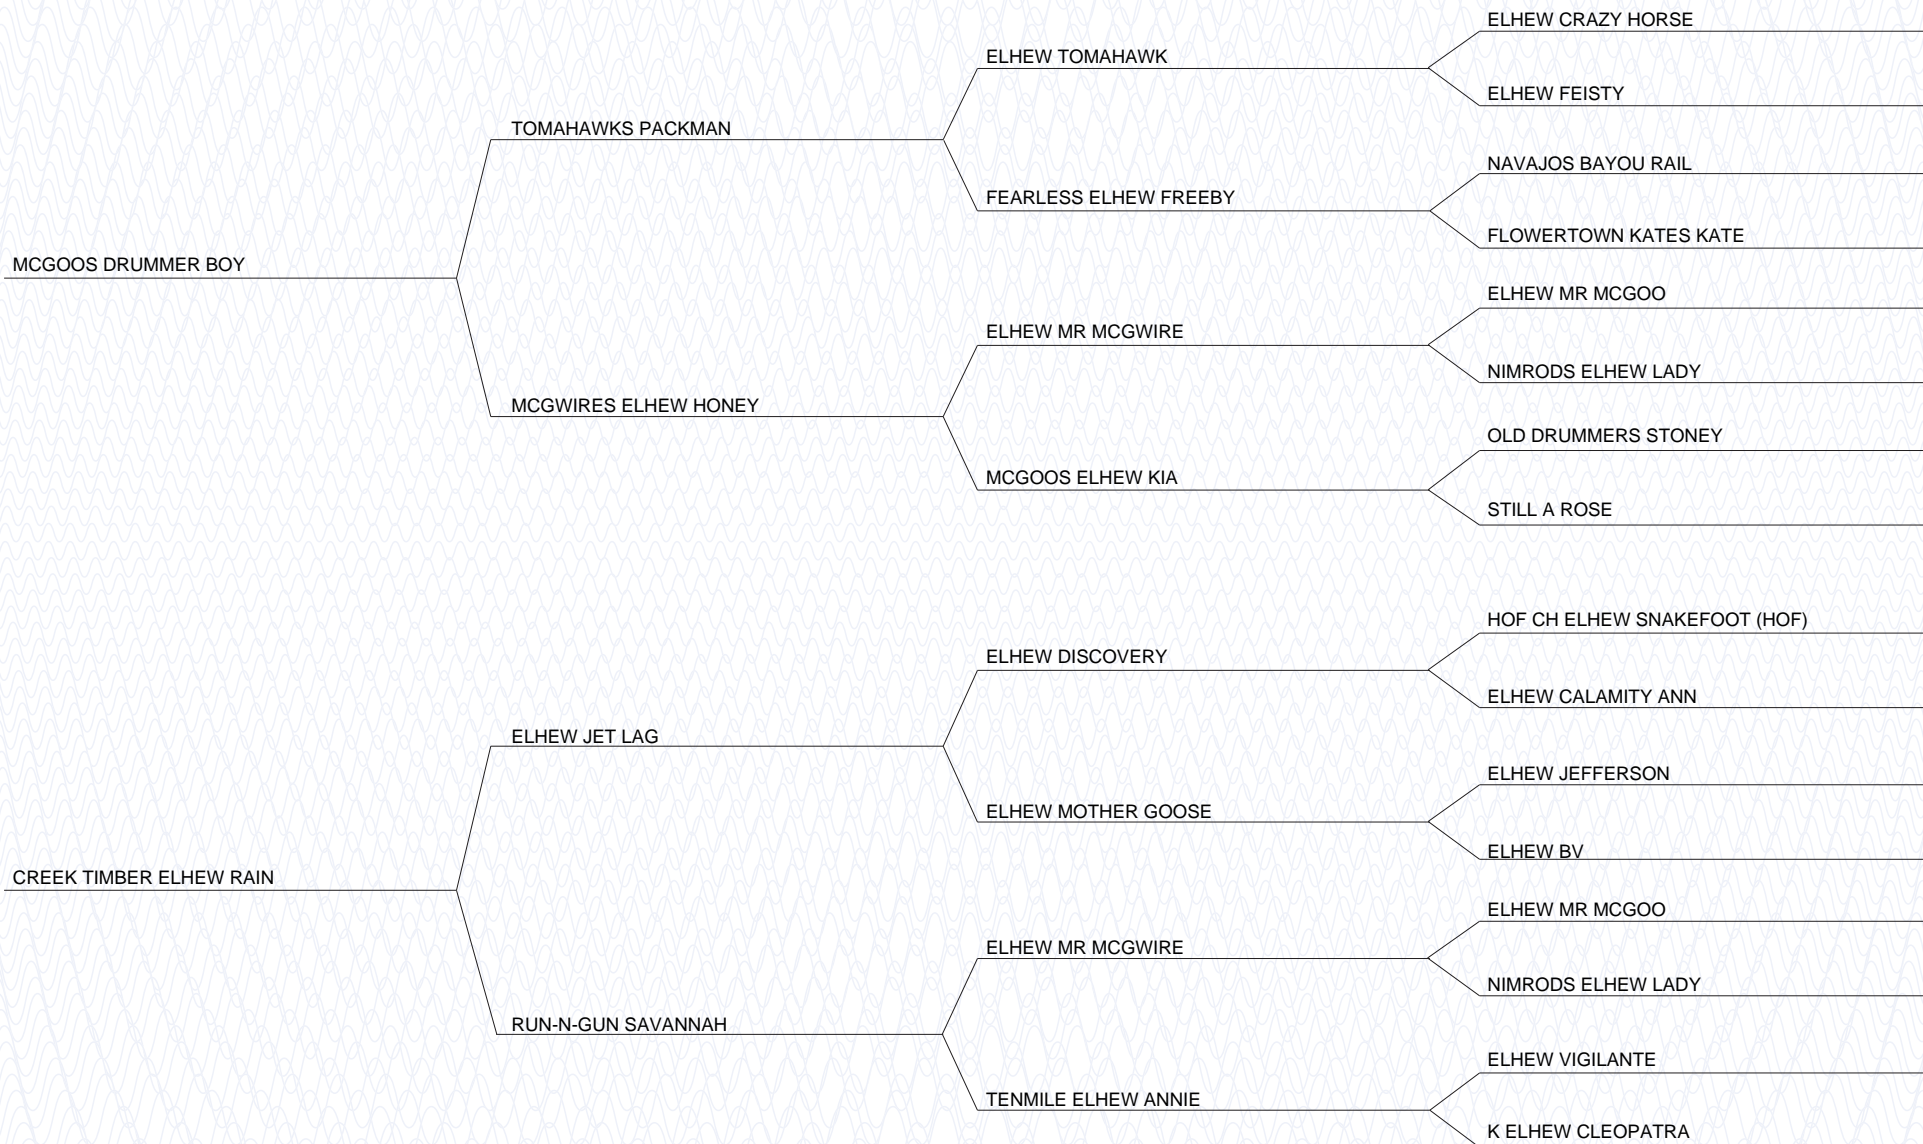 ELHEW CRAZY HORSE
ELHEW TOMAHAWK
ELHEW FEISTY
TOMAHAWKS PACKMAN
NAVAJOS BAYOU RAIL
FEARLESS ELHEW FREEBY
FLOWERTOWN KATES KATE
MCGOOS DRUMMER BOY
ELHEW MR MCGOO
ELHEW MR MCGWIRE
NIMRODS ELHEW LADY
MCGWIRES ELHEW HONEY
OLD DRUMMERS STONEY
MCGOOS ELHEW KIA
STILL A ROSE
HOF CH ELHEW SNAKEFOOT (HOF)
ELHEW DISCOVERY
ELHEW CALAMITY ANN
ELHEW JET LAG
ELHEW JEFFERSON
ELHEW MOTHER GOOSE
ELHEW BV
CREEK TIMBER ELHEW RAIN
ELHEW MR MCGOO
ELHEW MR MCGWIRE
NIMRODS ELHEW LADY
RUN-N-GUN SAVANNAH
ELHEW VIGILANTE
TENMILE ELHEW ANNIE
K ELHEW CLEOPATRA